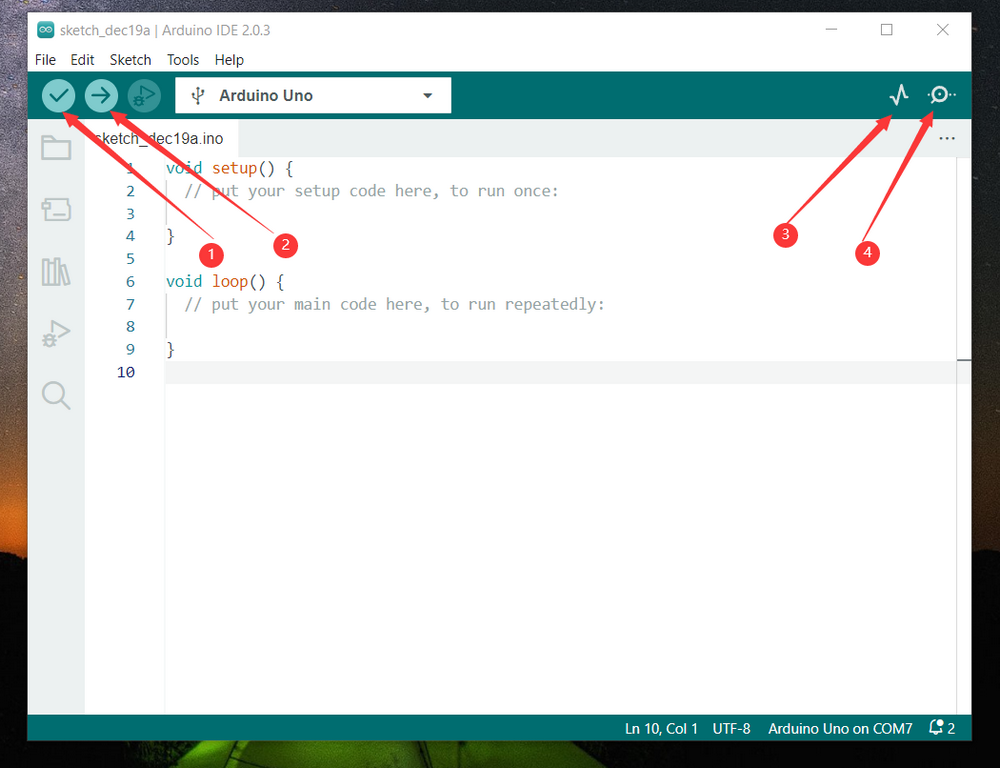 sketch_dec19a | Arduino IDE 2.0.3
File Edit Sketch Tools Help
Arduino Uno
sketch_dec19a.ino
1 void setup() {
2 // put your setup code here, to run once:
3
4 }
5
6 void loop() {
7 // put your main code here, to run repeatedly:
8
9 }
10
1
2
3
4
Ln 10, Col 1 UTF-8 Arduino Uno on COM7 2